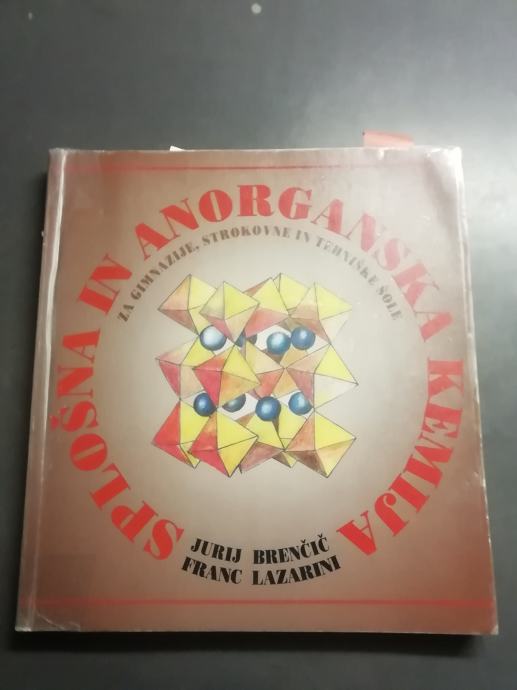 SPLOŠNA IN ANORGANSKA KEMIJA
ZA GIMNAZIJE, STROKOVNE IN TEHNIŠKE ŠOLE
JURIJ BRENČIČ
FRANC LAZARINI